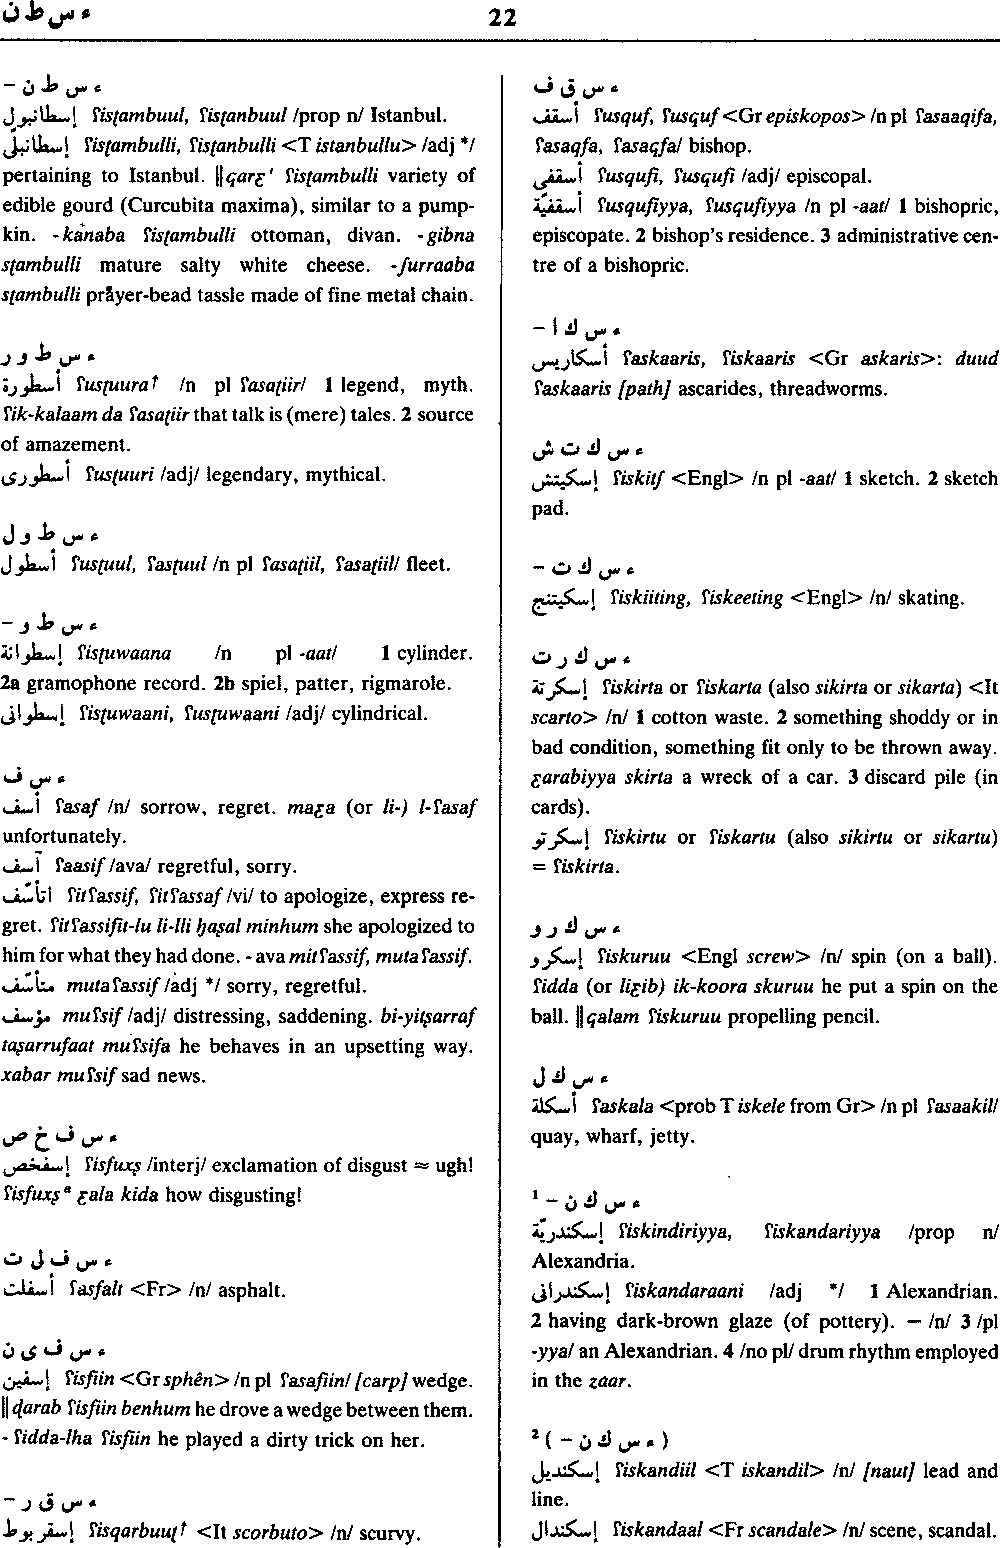 ء س ط ن
22
ء س ط ن –
إسطانبول ʕisṭambuul, ʕisṭanbuul /prop n/ Istanbul.
إسطانبلّي ʕisṭambulli, ʕisṭanbulli <T istanbullu> /adj */
pertaining to Istanbul. ‖qarɛ' ʕisṭambulli variety of
edible gourd (Curcubita maxima), similar to a pump-
kin. -kanaba ʕisṭambulli ottoman, divan. -gibna
sṭambulli mature salty white cheese. -ʃurraaba
sṭambulli prayer-bead tassle made of fine metal chain.
ء س ط و ر
أسطورة ʕusṭuura↑ /n pl ʕasaṭiir/ 1 legend, myth.
ʕik-kalaam da ʕasaṭiir that talk is (mere) tales. 2 source
of amazement.
أسطورى ʕusṭuuri /adj/ legendary, mythical.
ء س ط و ل
أسطول ʕusṭuul, ʕasṭuul /n pl ʕasaṭiil, ʕasaṭiil/ fleet.
ء س ط و –
إسطوانة ʕisṭuwaana /n pl -aat/ 1 cylinder.
2a gramophone record. 2b spiel, patter, rigmarole.
إسطوانى ʕisṭuwaani, ʕusṭuwaani /adj/ cylindrical.
ء س ف
أسف ʕasaf /n/ sorrow, regret. maɛa (or li-) l-ʕasaf
unfortunately.
آسف ʕaasif /ava/ regretful, sorry.
اتأسّف ʕitʕassif, ʕitʕassaf /vi/ to apologize, express re-
gret. ʕitʕassifit-lu li-lli ḥaṣal minhum she apologized to
him for what they had done. - ava mitʕassif, mutaʕassif.
متأسّف mutaʕassif /adj */ sorry, regretful.
مؤسف muʕsif /adj/ distressing, saddening. bi-yitṣarraf
taṣarrufaat muʕsifa he behaves in an upsetting way.
xabar muʕsif sad news.
ء س ف خ ص
إسفخص ʕisfuxṣ /interj/ exclamation of disgust ≈ ugh!
ʕisfuxṣᵃ ɛala kida how disgusting!
ء س ف ل ت
أسفلت ʕasfalt <Fr> /n/ asphalt.
ء س ف ى ن
إسفين ʕisfiin <Gr sphên> /n pl ʕasafiin/ [carp] wedge.
‖ḍarab ʕisfiin benhum he drove a wedge between them.
- ʕidda-lha ʕisfiin he played a dirty trick on her.
ء س ق ر –
إسقربوط ʕisqarbuuṭ↑ <It scorbuto> /n/ scurvy.
ء س ق ف
أسقف ʕusquf, ʕusquf <Gr episkopos> /n pl ʕasaaqifa,
ʕasaqfa, ʕasaqfa/ bishop.
أسقفى ʕusqufi, ʕusqufi /adj/ episcopal.
أسقفيّة ʕusqufiyya, ʕusqufiyya /n pl -aat/ 1 bishopric,
episcopate. 2 bishop's residence. 3 administrative cen-
tre of a bishopric.
ء س ك ا –
أسكاريس ʕaskaaris, ʕiskaaris <Gr askaris>: duud
ʕaskaaris [path] ascarides, threadworms.
ء س ك ت ش
إسكيتش ʕiskitʃ <Engl> /n pl -aat/ 1 sketch. 2 sketch
pad.
ء س ك ت –
إسكيتنج ʕiskiiting, ʕiskeeting <Engl> /n/ skating.
ء س ك ر ت
إسكرتة ʕiskirta or ʕiskarta (also sikirta or sikarta) <It
scarto> /n/ 1 cotton waste. 2 something shoddy or in
bad condition, something fit only to be thrown away.
ɛarabiyya skirta a wreck of a car. 3 discard pile (in
cards).
إسكرتو ʕiskirtu or ʕiskartu (also sikirtu or sikartu)
= ʕiskirta.
ء س ك ر و
إسكرو ʕiskuruu <Engl screw> /n/ spin (on a ball).
ʕidda (or liɛib) ik-koora skuruu he put a spin on the
ball. ‖qalam ʕiskuruu propelling pencil.
ء س ك ل
أسكلة ʕaskala <prob T iskele from Gr> /n pl ʕasaakil/
quay, wharf, jetty.
ء س ك ن – ¹
إسكندريّة ʕiskindiriyya, ʕiskandariyya /prop n/
Alexandria.
إسكندرانى ʕiskandaraani /adj */ 1 Alexandrian.
2 having dark-brown glaze (of pottery). — /n/ 3 /pl
-yya/ an Alexandrian. 4 /no pl/ drum rhythm employed
in the zaar.
(ء س ك ن –) ²
إسكنديل ʕiskandiil <T iskandil> /n/ [naut] lead and
line.
إسكندال ʕiskandaal <Fr scandale> /n/ scene, scandal.